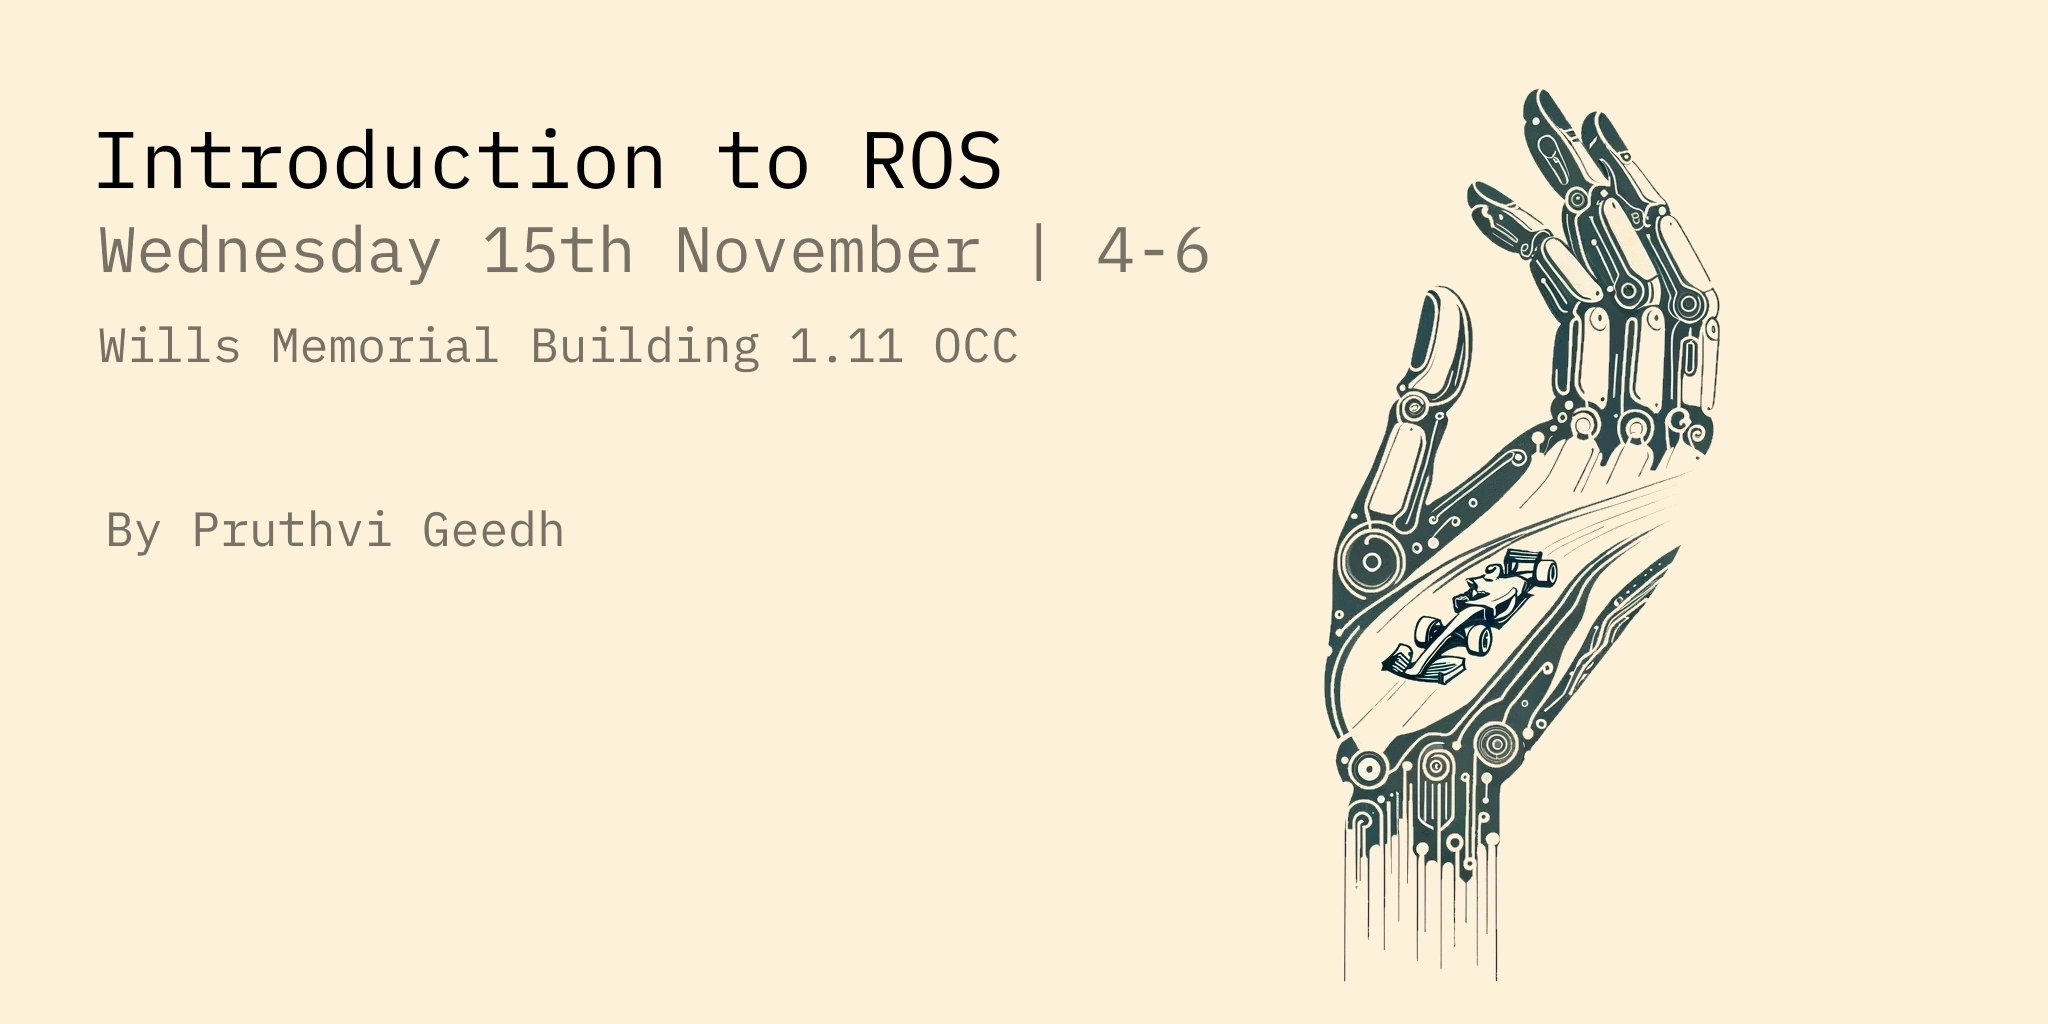 Introduction to ROS
Wednesday 15th November | 4-6
Wills Memorial Building 1.11 OCC
By Pruthvi Geedh